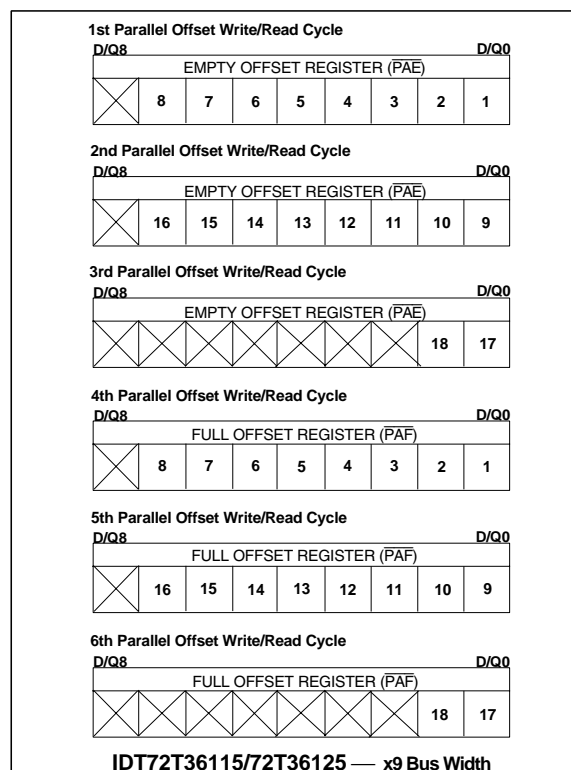 1st Parallel Offset Write/Read Cycle
D/Q8 D/Q0
EMPTY OFFSET REGISTER (PAE)
8 7 6 5 4 3 2 1
2nd Parallel Offset Write/Read Cycle
D/Q8 D/Q0
EMPTY OFFSET REGISTER (PAE)
16 15 14 13 12 11 10 9
3rd Parallel Offset Write/Read Cycle
D/Q8 D/Q0
EMPTY OFFSET REGISTER (PAE)
18 17
4th Parallel Offset Write/Read Cycle
D/Q8 D/Q0
FULL OFFSET REGISTER (PAF)
8 7 6 5 4 3 2 1
5th Parallel Offset Write/Read Cycle
D/Q8 D/Q0
FULL OFFSET REGISTER (PAF)
16 15 14 13 12 11 10 9
6th Parallel Offset Write/Read Cycle
D/Q8 D/Q0
FULL OFFSET REGISTER (PAF)
18 17
IDT72T36115/72T36125 — x9 Bus Width